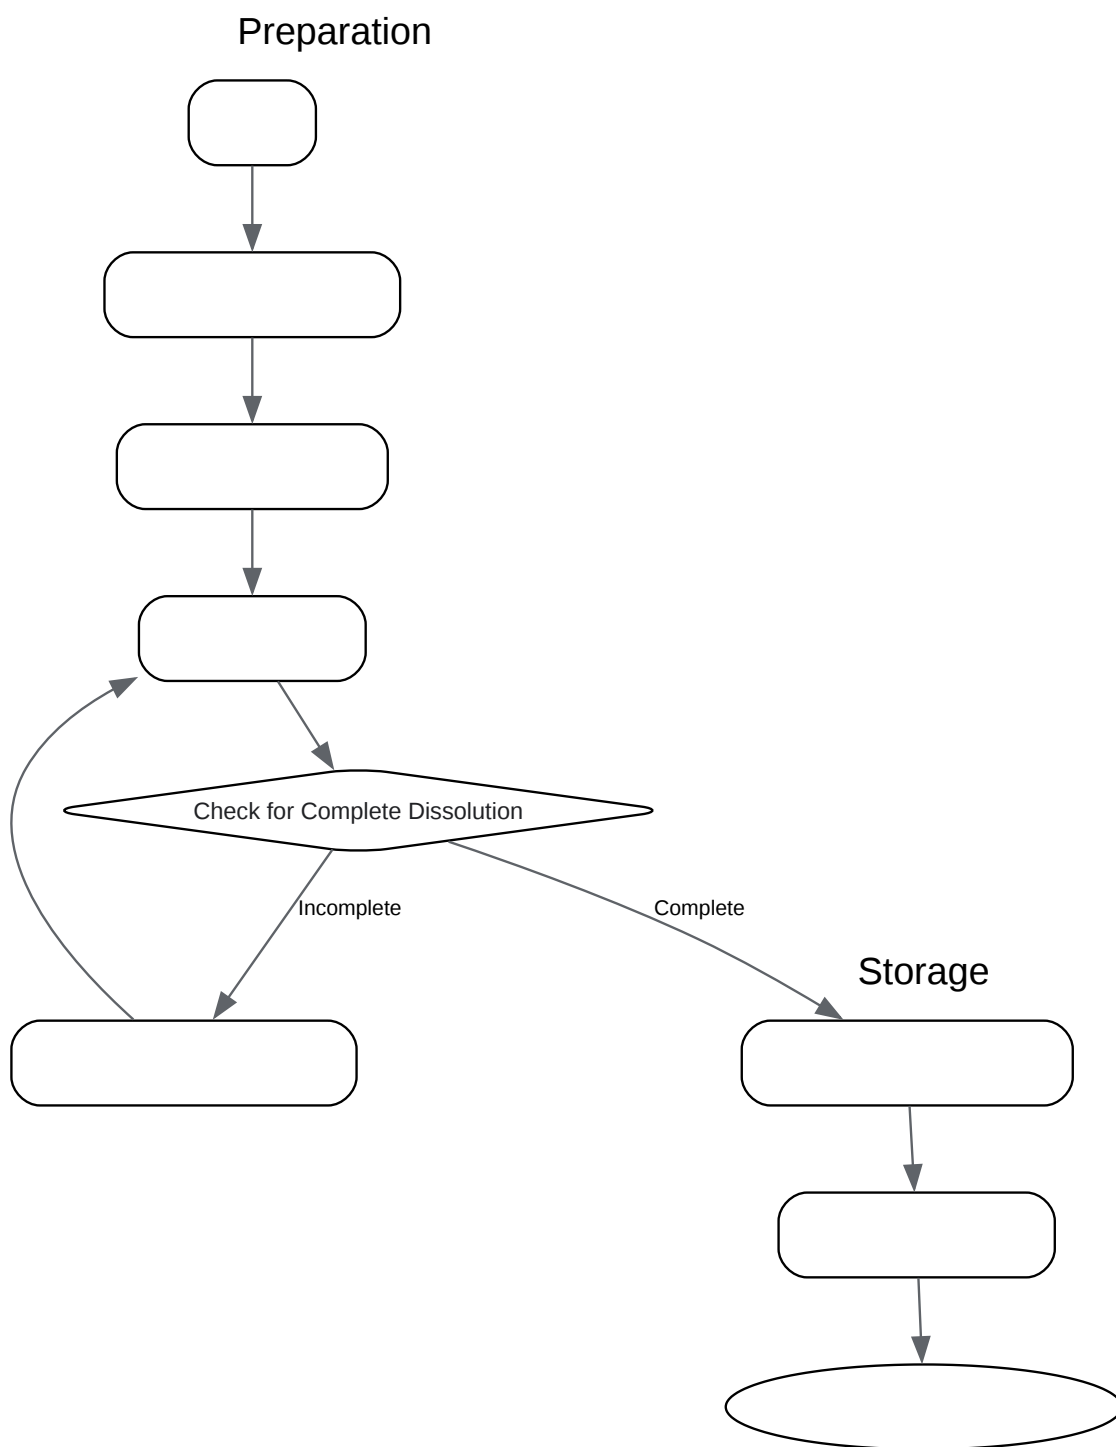 Preparation
Check for Complete Dissolution
Incomplete
Complete
Storage